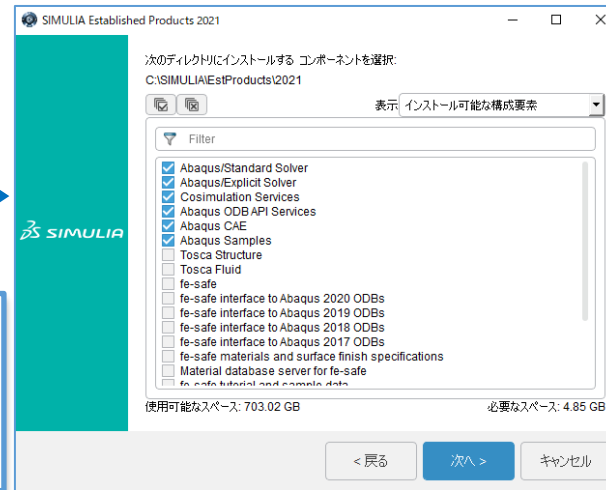 SIMULIA Established Products 2021
次のディレクトリにインストールする コンポーネントを選択:
C:\SIMULIA\EstProducts\2021
表示 インストール可能な構成要素
Filter
Abaqus/Standard Solver
Abaqus/Explicit Solver
Cosimulation Services
Abaqus ODB API Services
Abaqus CAE
Abaqus Samples
Tosca Structure
Tosca Fluid
fe-safe
fe-safe interface to Abaqus 2020 ODBs
fe-safe interface to Abaqus 2019 ODBs
fe-safe interface to Abaqus 2018 ODBs
fe-safe interface to Abaqus 2017 ODBs
fe-safe materials and surface finish specifications
Material database server for fe-safe
fe-safe tutorial and sample data
SIMULIA
使用可能なスペース: 703.02 GB
必要なスペース: 4.85 GB
< 戻る
次へ >
キャンセル